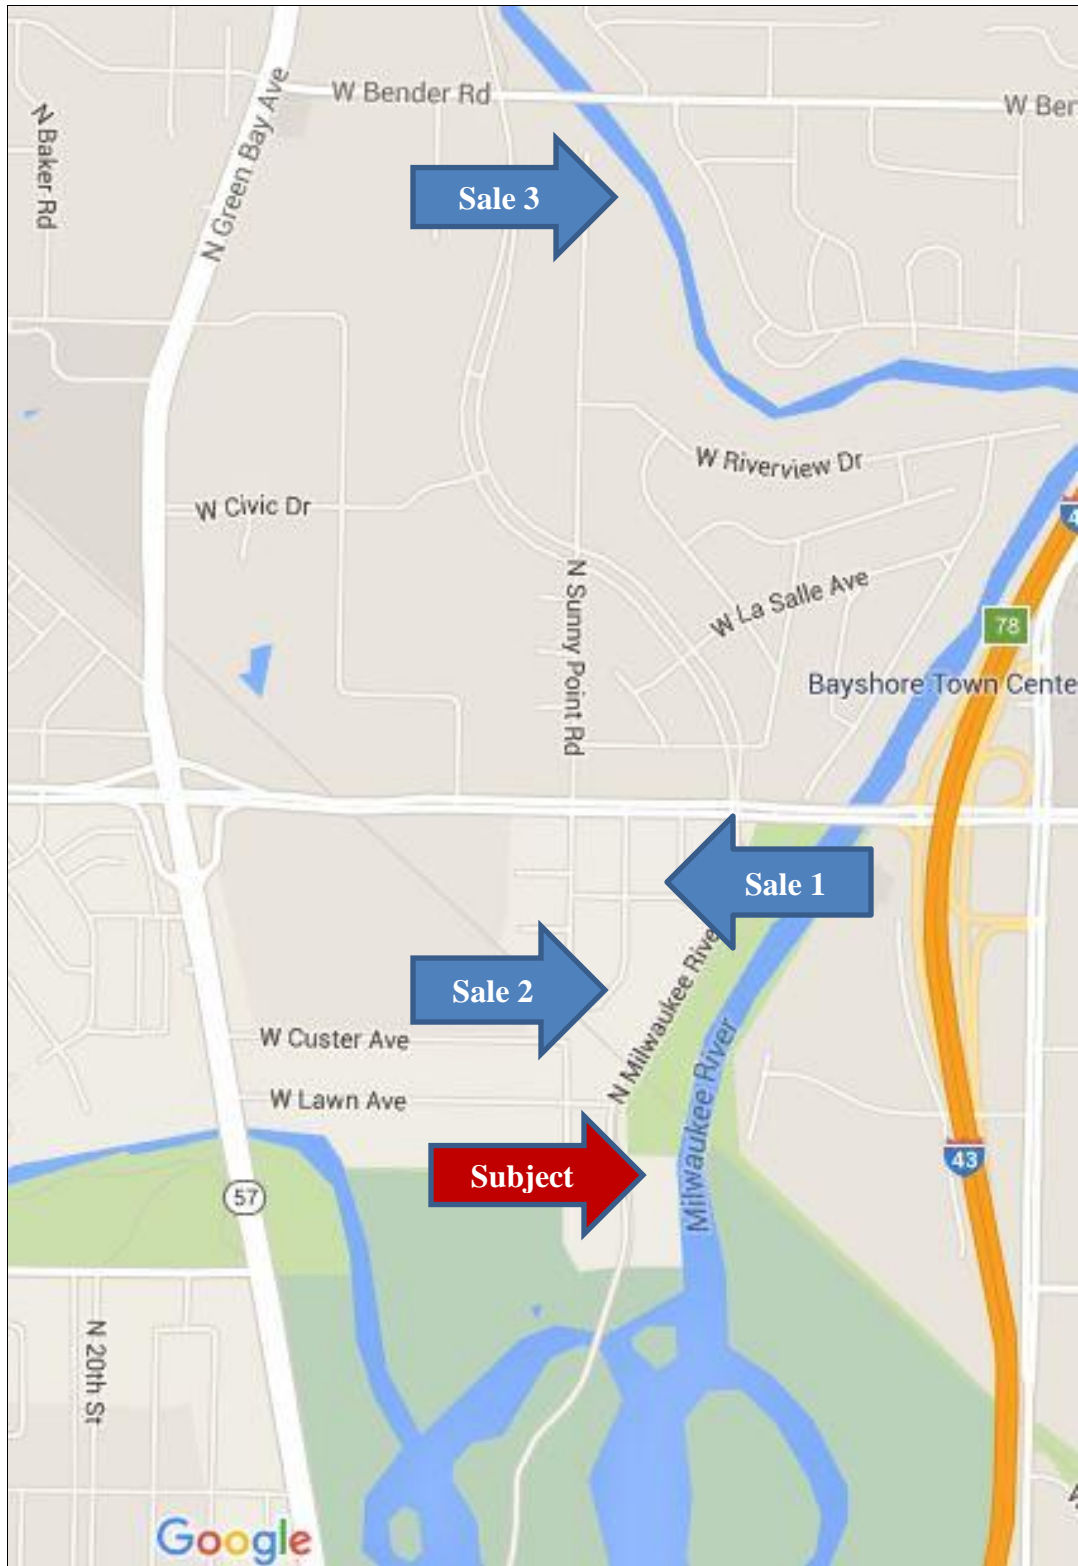 W Bender Rd
W Ber
N Baker Rd
N Green Bay Ave
Sale 3
W Riverview Dr
W Civic Dr
N Sunny Point Rd
W La Salle Ave
78
Bayshore Town Cente
Sale 1
Sale 2
N Milwaukee River
W Custer Ave
W Lawn Ave
Milwaukee River
Subject
43
57
N 20th St
Google